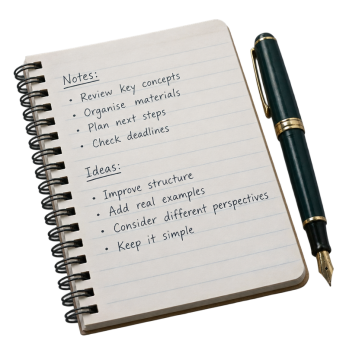 Notes:
• Review key concepts
• Organise materials
• Plan next steps
• Check deadlines
Ideas:
• Improve structure
• Add real examples
• Consider different perspectives
• Keep it simple